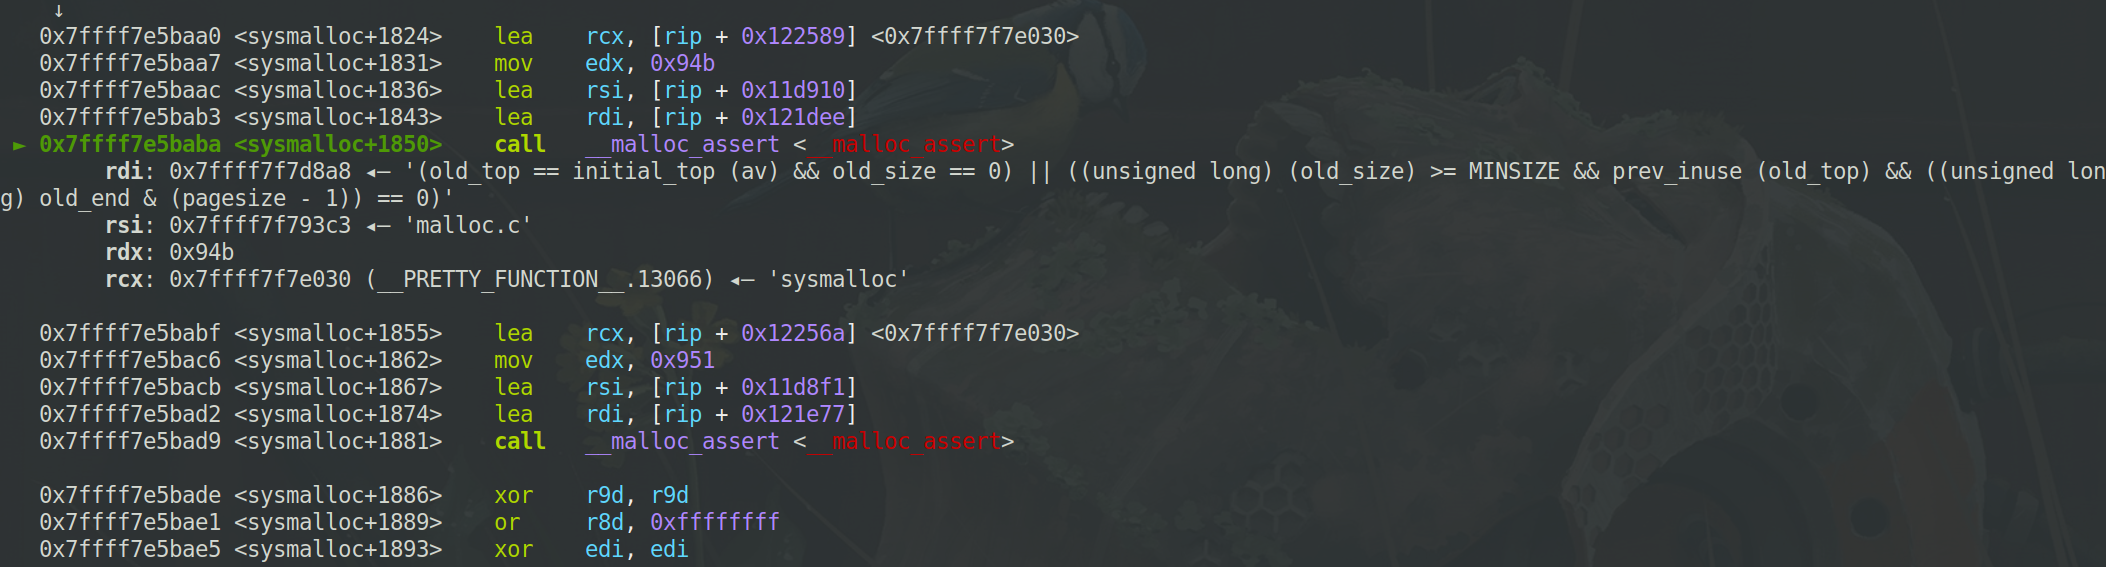 ↓
0x7ffff7e5baa0 <sysmalloc+1824>    lea    rcx, [rip + 0x122589] <0x7ffff7f7e030>
0x7ffff7e5baa7 <sysmalloc+1831>    mov    edx, 0x94b
0x7ffff7e5baac <sysmalloc+1836>    lea    rsi, [rip + 0x11d910]
0x7ffff7e5bab3 <sysmalloc+1843>    lea    rdi, [rip + 0x121dee]
► 0x7ffff7e5baba <sysmalloc+1850>    call   __malloc_assert <__malloc_assert>
rdi: 0x7ffff7f7d8a8 ◂— '(old_top == initial_top (av) && old_size == 0) || ((unsigned long) (old_size) >= MINSIZE && prev_inuse (old_top) && ((unsigned lon
g) old_end & (pagesize - 1)) == 0)'
rsi: 0x7ffff7f793c3 ◂— 'malloc.c'
rdx: 0x94b
rcx: 0x7ffff7f7e030 (__PRETTY_FUNCTION__.13066) ◂— 'sysmalloc'
0x7ffff7e5babf <sysmalloc+1855>    lea    rcx, [rip + 0x12256a] <0x7ffff7f7e030>
0x7ffff7e5bac6 <sysmalloc+1862>    mov    edx, 0x951
0x7ffff7e5bacb <sysmalloc+1867>    lea    rsi, [rip + 0x11d8f1]
0x7ffff7e5bad2 <sysmalloc+1874>    lea    rdi, [rip + 0x121e77]
0x7ffff7e5bad9 <sysmalloc+1881>    call   __malloc_assert <__malloc_assert>
0x7ffff7e5bade <sysmalloc+1886>    xor    r9d, r9d
0x7ffff7e5bae1 <sysmalloc+1889>    or     r8d, 0xffffffff
0x7ffff7e5bae5 <sysmalloc+1893>    xor    edi, edi